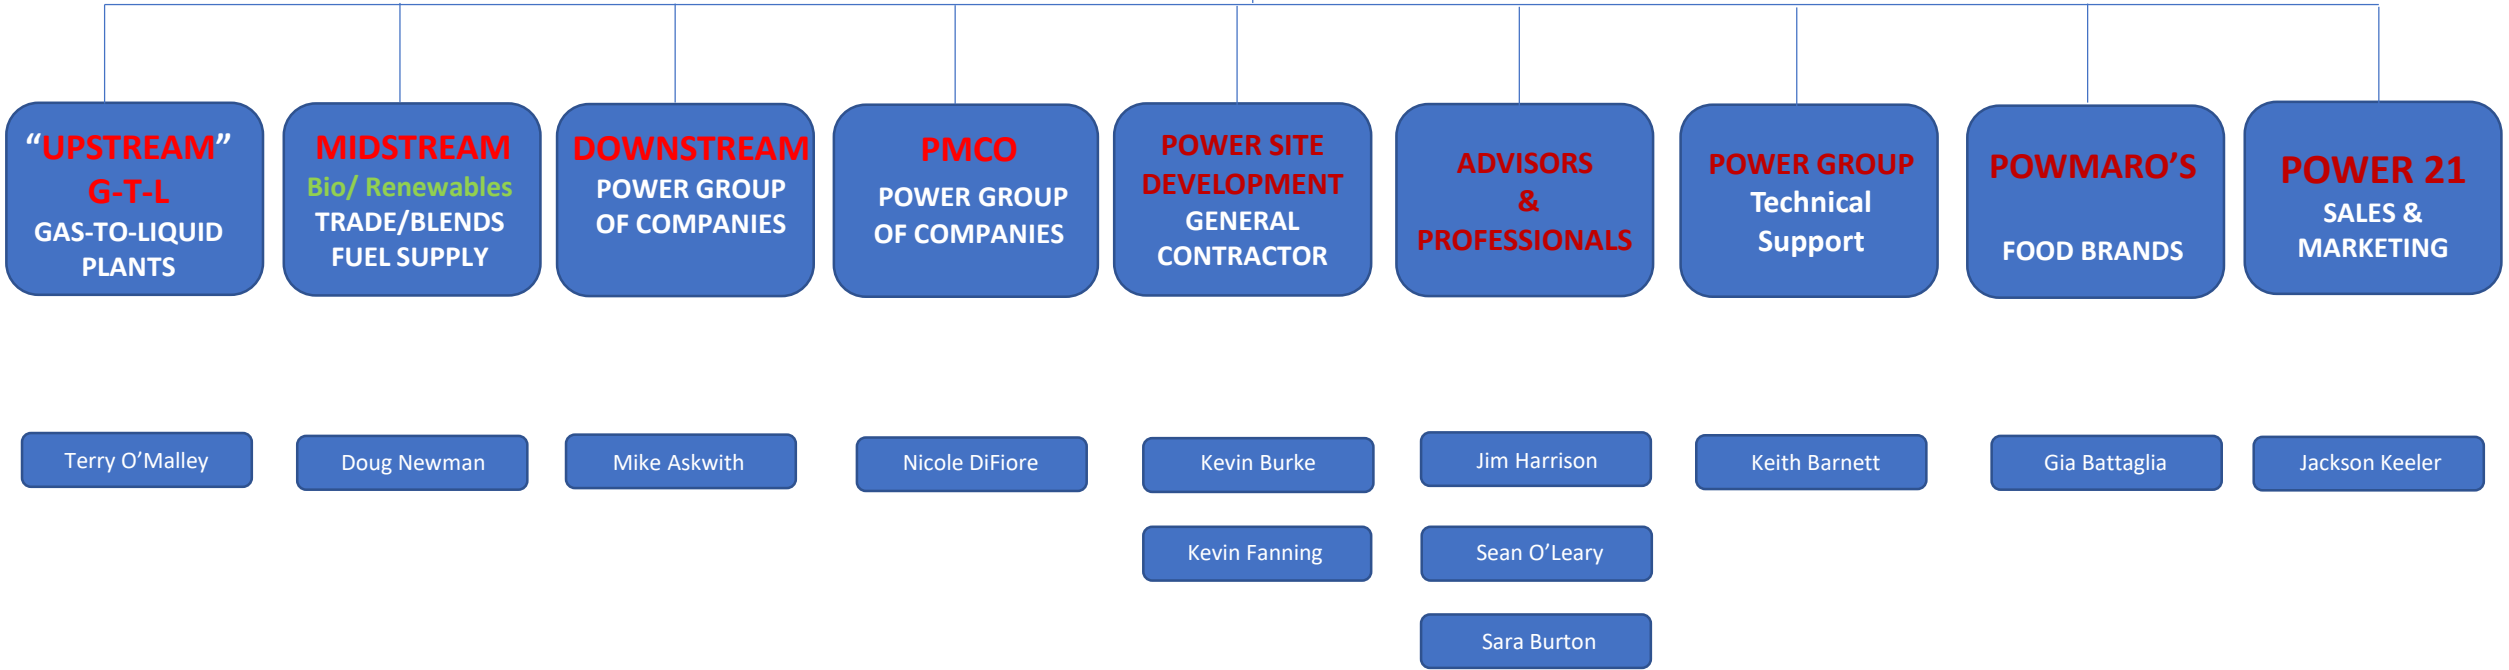 “UPSTREAM”
G-T-L
GAS-TO-LIQUID
PLANTS
MIDSTREAM
Bio/ Renewables
TRADE/BLENDS
FUEL SUPPLY
DOWNSTREAM
POWER GROUP
OF COMPANIES
PMCO
POWER GROUP
OF COMPANIES
POWER SITE
DEVELOPMENT
GENERAL
CONTRACTOR
ADVISORS
&
PROFESSIONALS
POWER GROUP
Technical
Support
POWMARO’S
FOOD BRANDS
POWER 21
SALES &
MARKETING
Terry O’Malley
Doug Newman
Mike Askwith
Nicole DiFiore
Kevin Burke
Jim Harrison
Keith Barnett
Gia Battaglia
Jackson Keeler
Kevin Fanning
Sean O’Leary
Sara Burton